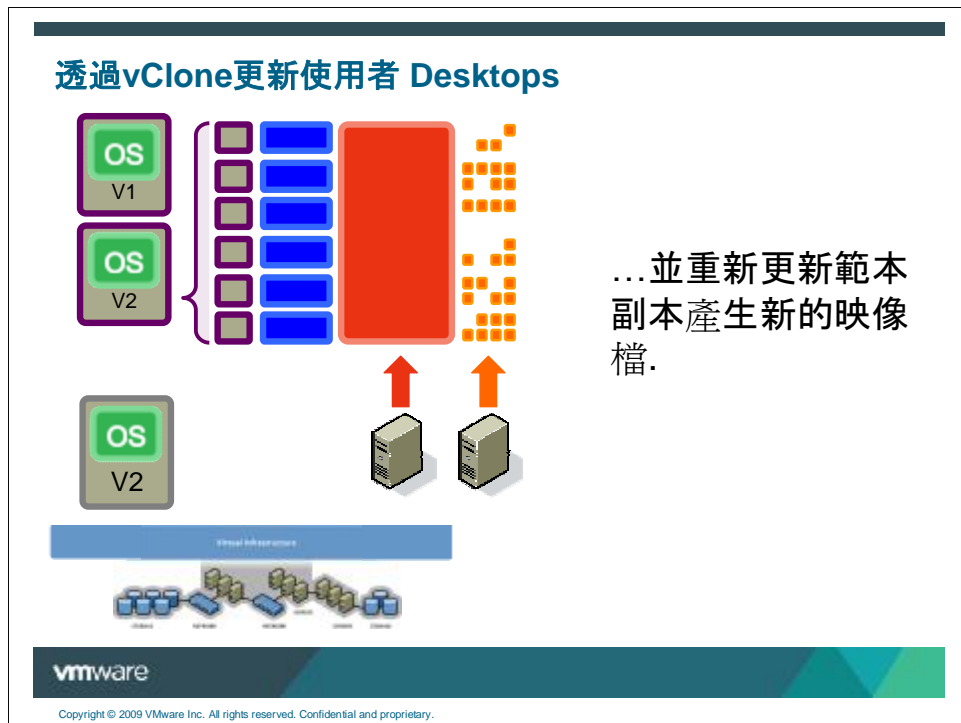 透過vClone更新使用者 Desktops
OS
V1
OS
V2
…並重新更新範本
副本產生新的映像
檔.
OS
V2
Virtual Infrastructure
vmware
Copyright © 2009 VMware Inc. All rights reserved. Confidential and proprietary.